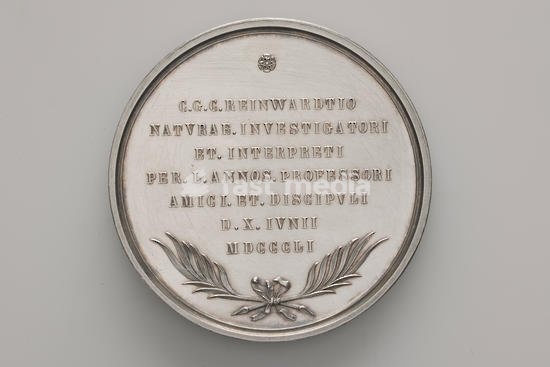 C.G.C.REINWARDTIO
NATVRAE.INVESTIGATORI
ET.INTERPRETI
PER.L.ANNOS.PROFESSORI
AMICI.ET.DISCIPVLI
D.X.IVNII
MDCCCLI